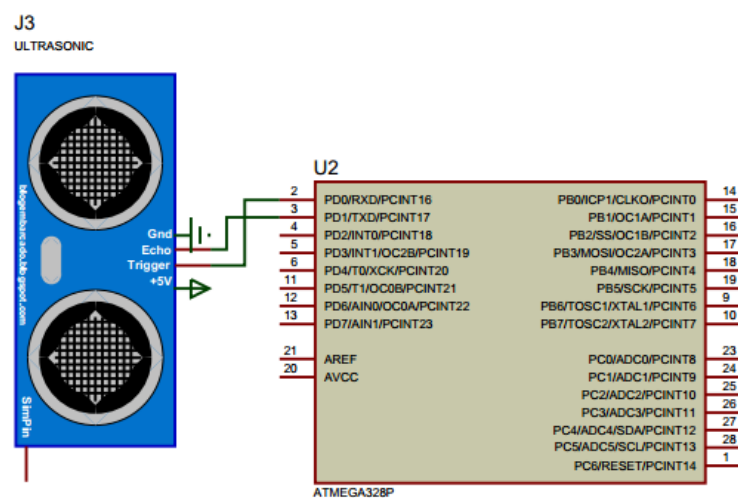 J3
ULTRASONIC
blogembarcado.blogspot.com
Gnd
Echo
Trigger
+5V
SimPin
U2
2 PD0/RXD/PCINT16 PB0/ICP1/CLKO/PCINT0 14
3 PD1/TXD/PCINT17 PB1/OC1A/PCINT1 15
4 PD2/INT0/PCINT18 PB2/SS/OC1B/PCINT2 16
5 PD3/INT1/OC2B/PCINT19 PB3/MOSI/OC2A/PCINT3 17
6 PD4/T0/XCK/PCINT20 PB4/MISO/PCINT4 18
11 PD5/T1/OC0B/PCINT21 PB5/SCK/PCINT5 19
12 PD6/AIN0/OC0A/PCINT22 PB6/TOSC1/XTAL1/PCINT6 9
13 PD7/AIN1/PCINT23 PB7/TOSC2/XTAL2/PCINT7 10
21 AREF PC0/ADC0/PCINT8 23
20 AVCC PC1/ADC1/PCINT9 24
PC2/ADC2/PCINT10 25
PC3/ADC3/PCINT11 26
PC4/ADC4/SDA/PCINT12 27
PC5/ADC5/SCL/PCINT13 28
PC6/RESET/PCINT14 1
ATMEGA328P